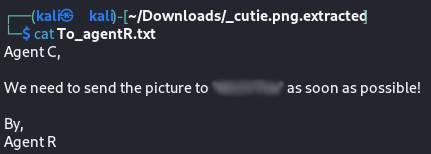 ┌──(kali㉿kali)-[~/Downloads/_cutie.png.extracted]
└─$ cat To_agentR.txt
Agent C,
We need to send the picture to as soon as possible!
By,
Agent R